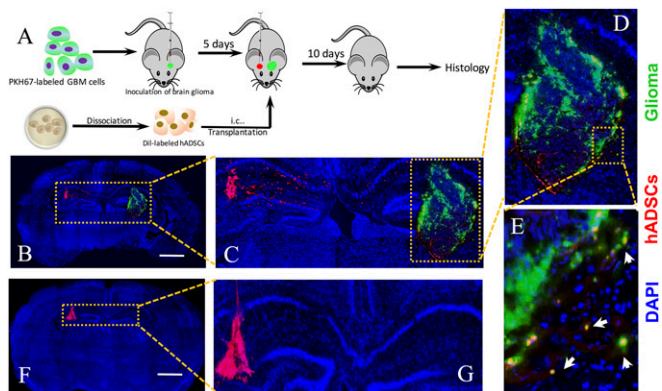 A
PKH67-labeled GBM cells
5 days
10 days
Inoculation of brain glioma
Histology
Dissociation
i.c..
Transplantation
Dil-labeled hADSCs
B
C
D
E
F
G
Glioma
hADSCs
DAPI